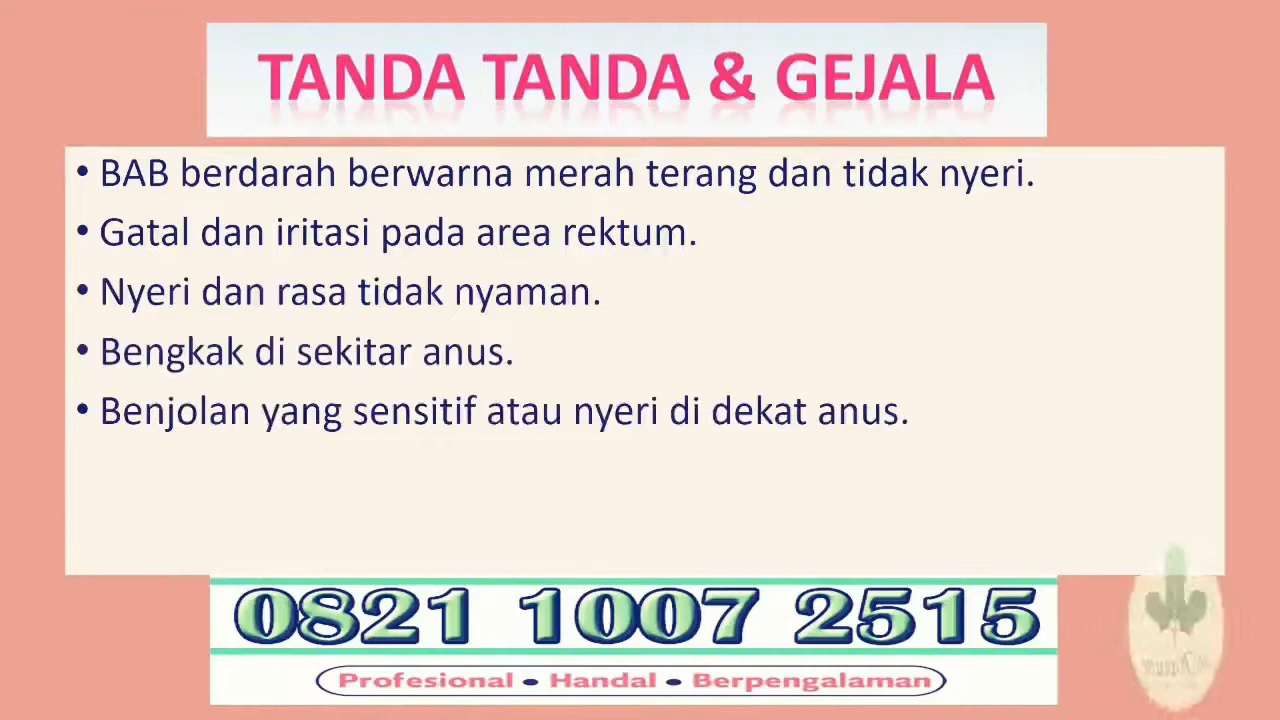 TANDA TANDA & GEJALA
• BAB berdarah berwarna merah terang dan tidak nyeri.
• Gatal dan iritasi pada area rektum.
• Nyeri dan rasa tidak nyaman.
• Bengkak di sekitar anus.
• Benjolan yang sensitif atau nyeri di dekat anus.
0821 1007 2515
Profesional • Handal • Berpengalaman